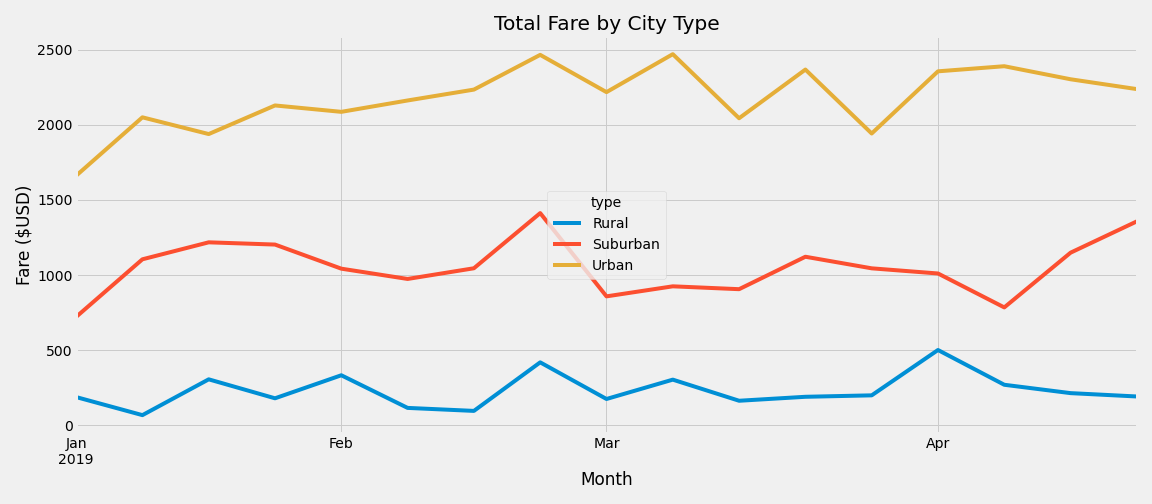 Total Fare by City Type
Fare ($USD)
2500
2000
1500
1000
500
0
type
Rural
Suburban
Urban
Jan Feb Mar Apr
2019
Month